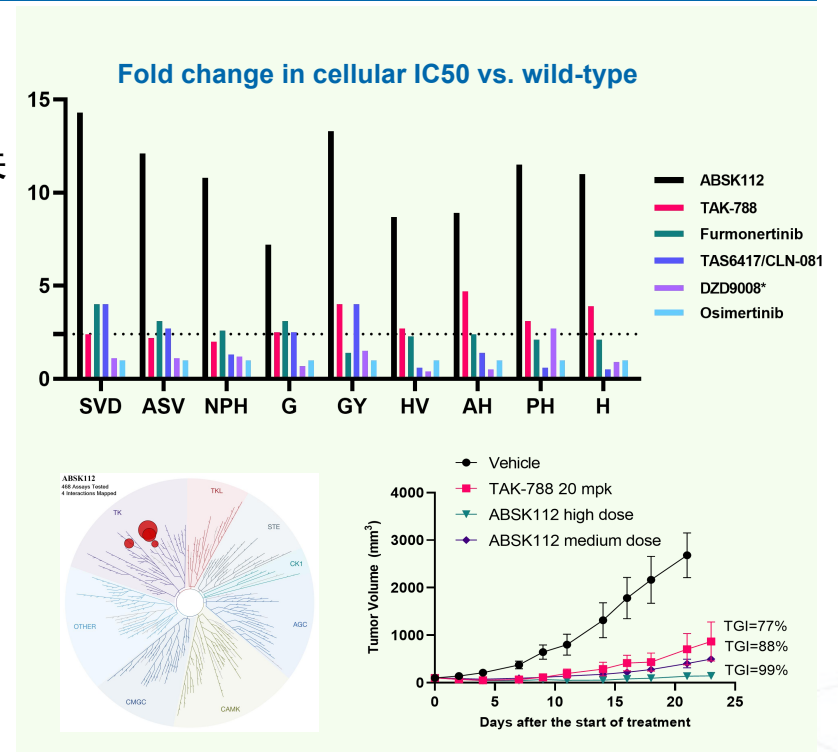 Fold change in cellular IC50 vs. wild-type
15
10
5
0
SVD ASV NPH G GY HV AH PH H
ABSK112
TAK-788
Furmonertinib
TAS6417/CLN-081
DZD9008*
Osimertinib
ABSK112
468 Assays Tested
4 Interactions Mapped
TK
TKL
STE
CK1
AGC
CAMK
CMGC
OTHER
Vehicle
TAK-788 20 mpk
ABSK112 high dose
ABSK112 medium dose
Tumor Volume (mm³)
4000
3000
2000
1000
0
TGI=77%
TGI=88%
TGI=99%
0 5 10 15 20 25
Days after the start of treatment